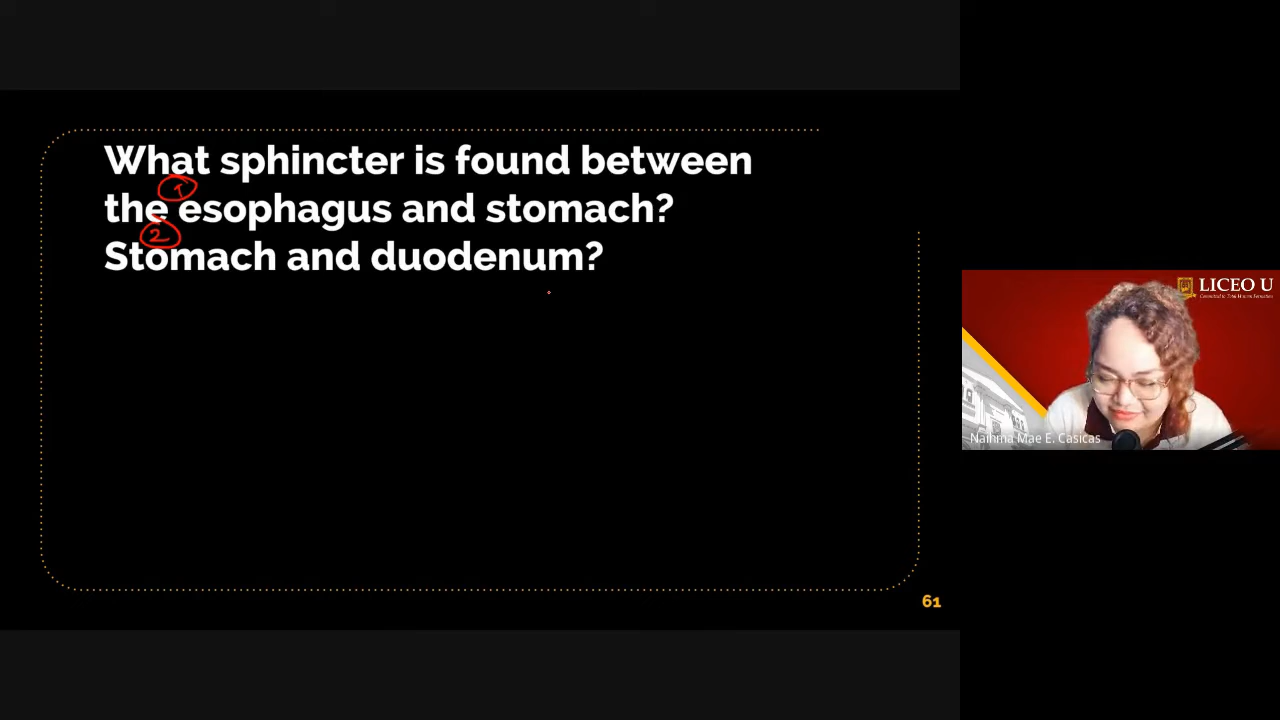 What sphincter is found between
1
the esophagus and stomach?
2
Stomach and duodenum?
61
LICEO U
Naihma Mae E. Casicas